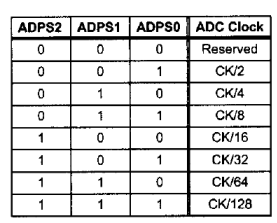 ADPS2 ADPS1 ADPS0 ADC Clock
0 0 0 Reserved
0 0 1 CK/2
0 1 0 CK/4
0 1 1 CK/8
1 0 0 CK/16
1 0 1 CK/32
1 1 0 CK/64
1 1 1 CK/128